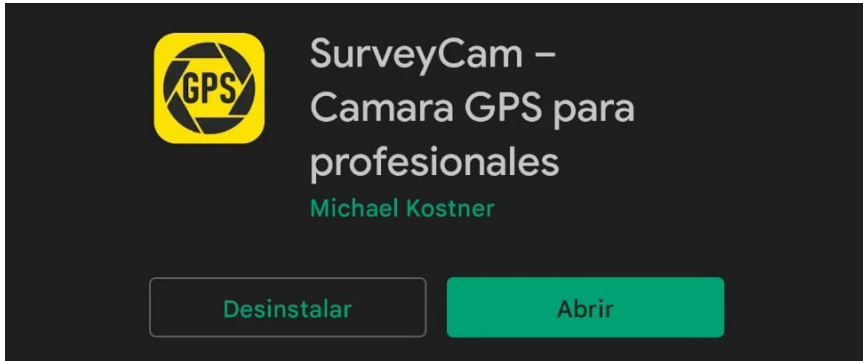 GPS
SurveyCam –
Camara GPS para
profesionales
Michael Kostner
Desinstalar
Abrir